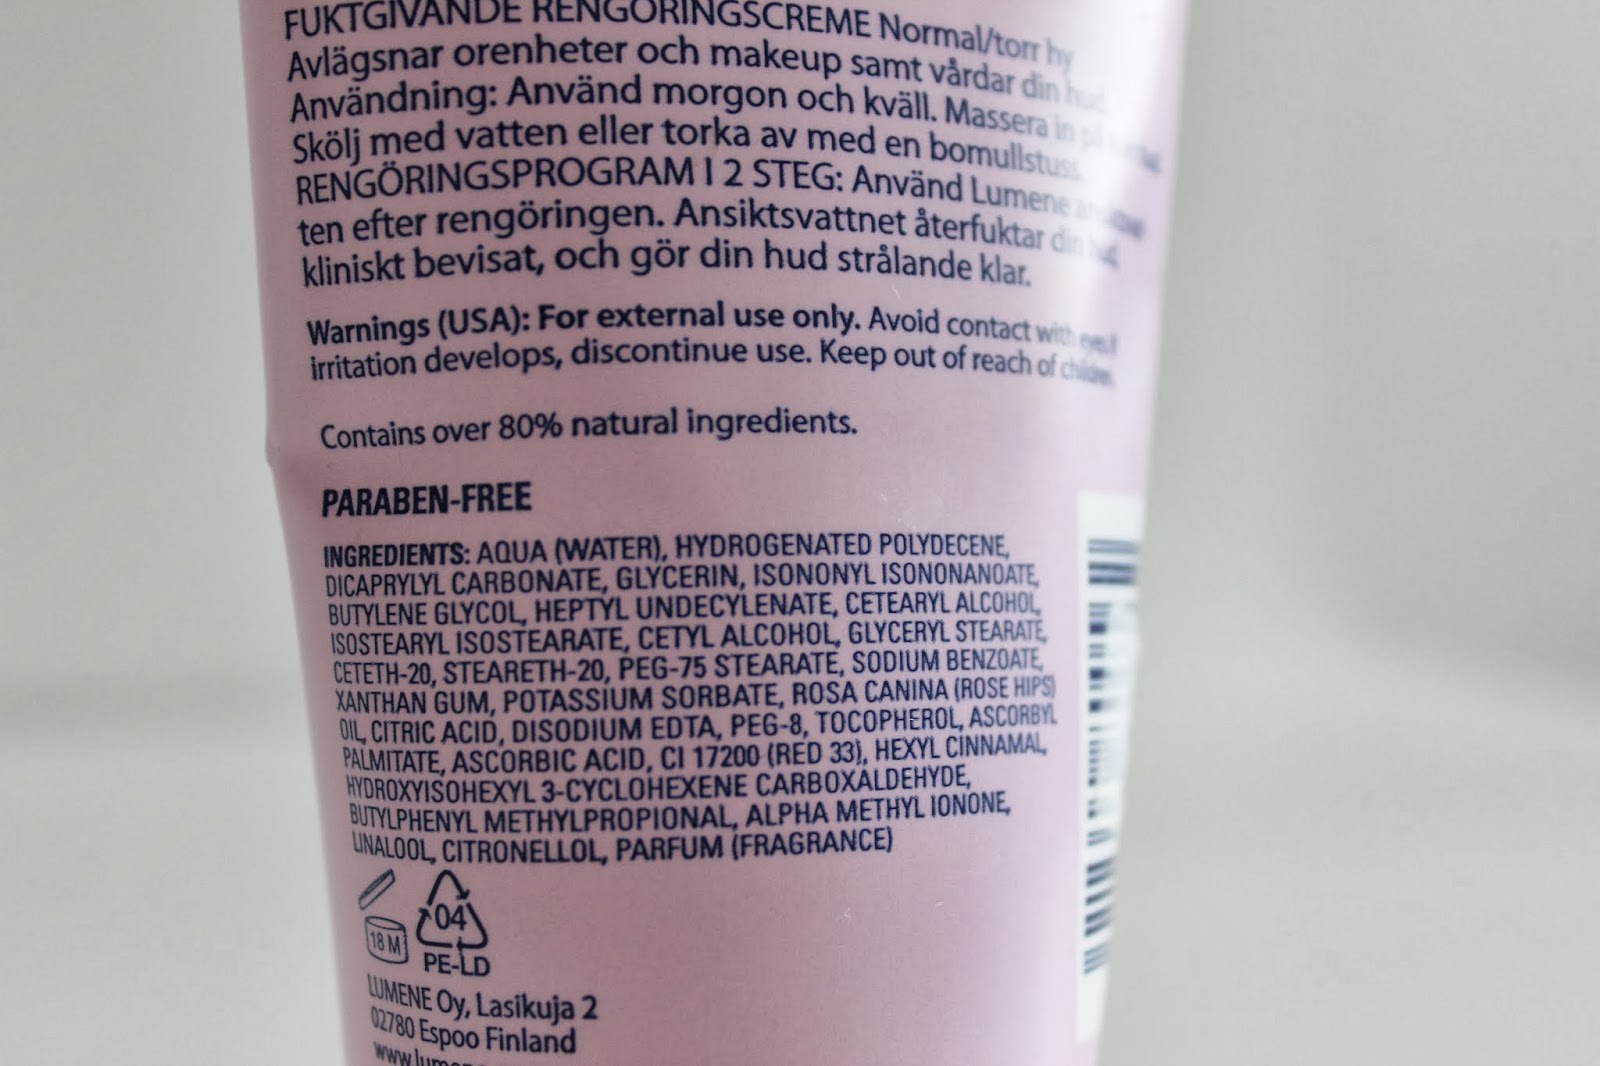 FUKTGIVANDE RENGÖRINGSCREME Normal/torr hy
Avlägsnar orenheter och makeup samt vårdar din hud.
Användning: Använd morgon och kväll. Massera in på
Skölj med vatten eller torka av med en bomullstuss.
RENGÖRINGSPROGRAM I 2 STEG: Använd Lumene
ten efter rengöringen. Ansiktsvattnet återfuktar din hud,
kliniskt bevisat, och gör din hud strålande klar.
Warnings (USA): For external use only. Avoid contact with eyes. If
irritation develops, discontinue use. Keep out of reach of children.
Contains over 80% natural ingredients.
PARABEN-FREE
INGREDIENTS: AQUA (WATER), HYDROGENATED POLYDECENE,
DICAPRYLYL CARBONATE, GLYCERIN, ISONONYL ISONONANOATE,
BUTYLENE GLYCOL, HEPTYL UNDECYLENATE, CETEARYL ALCOHOL,
ISOSTEARYL ISOSTEARATE, CETYL ALCOHOL, GLYCERYL STEARATE,
CETETH-20, STEARETH-20, PEG-75 STEARATE, SODIUM BENZOATE,
XANTHAN GUM, POTASSIUM SORBATE, ROSA CANINA (ROSE HIPS)
OIL, CITRIC ACID, DISODIUM EDTA, PEG-8, TOCOPHEROL, ASCORBYL
PALMITATE, ASCORBIC ACID, CI 17200 (RED 33), HEXYL CINNAMAL,
HYDROXYISOHEXYL 3-CYCLOHEXENE CARBOXALDEHYDE,
BUTYLPHENYL METHYLPROPIONAL, ALPHA METHYL IONONE,
LINALOOL, CITRONELLOL, PARFUM (FRAGRANCE)
18 M
04
PE-LD
LUMENE Oy, Lasikuja 2
02780 Espoo Finland